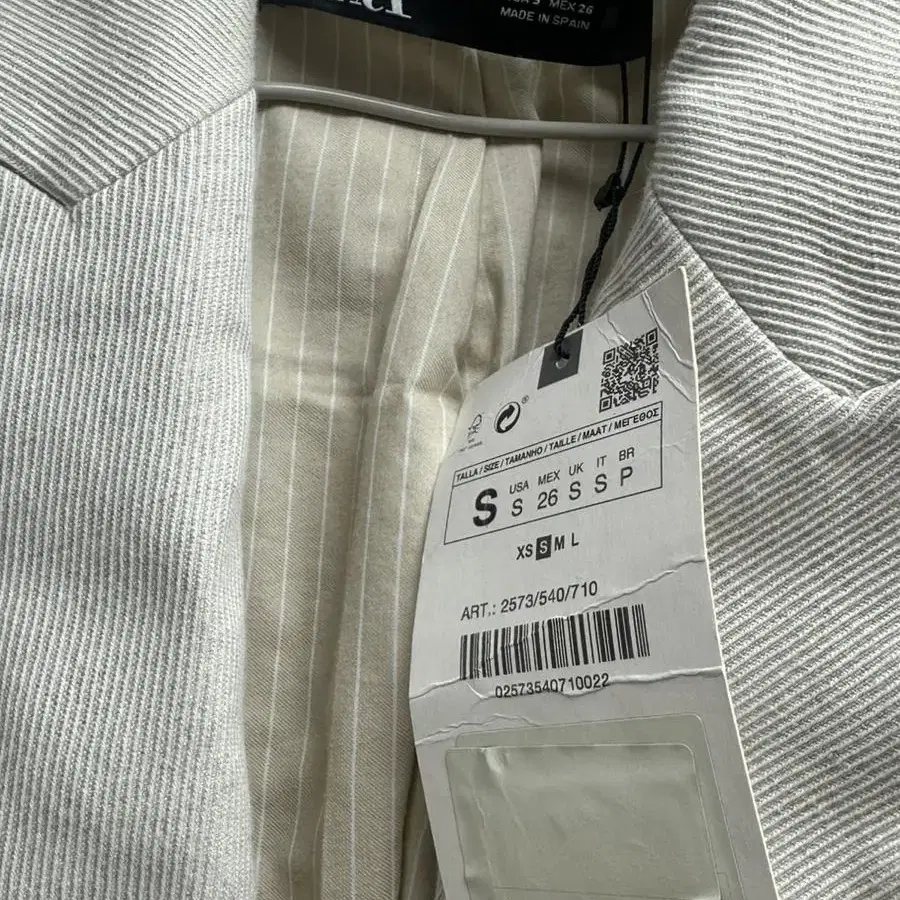 MEX 26
MADE IN SPAIN
TALLA / SIZE / TAMANHO / TAILLE / MAAT / ΜΕΓΕΘΟΣ
S
USA MEX UK IT BR
S 26 S S P
XS S M L
ART.: 2573/540/710
02573540710022